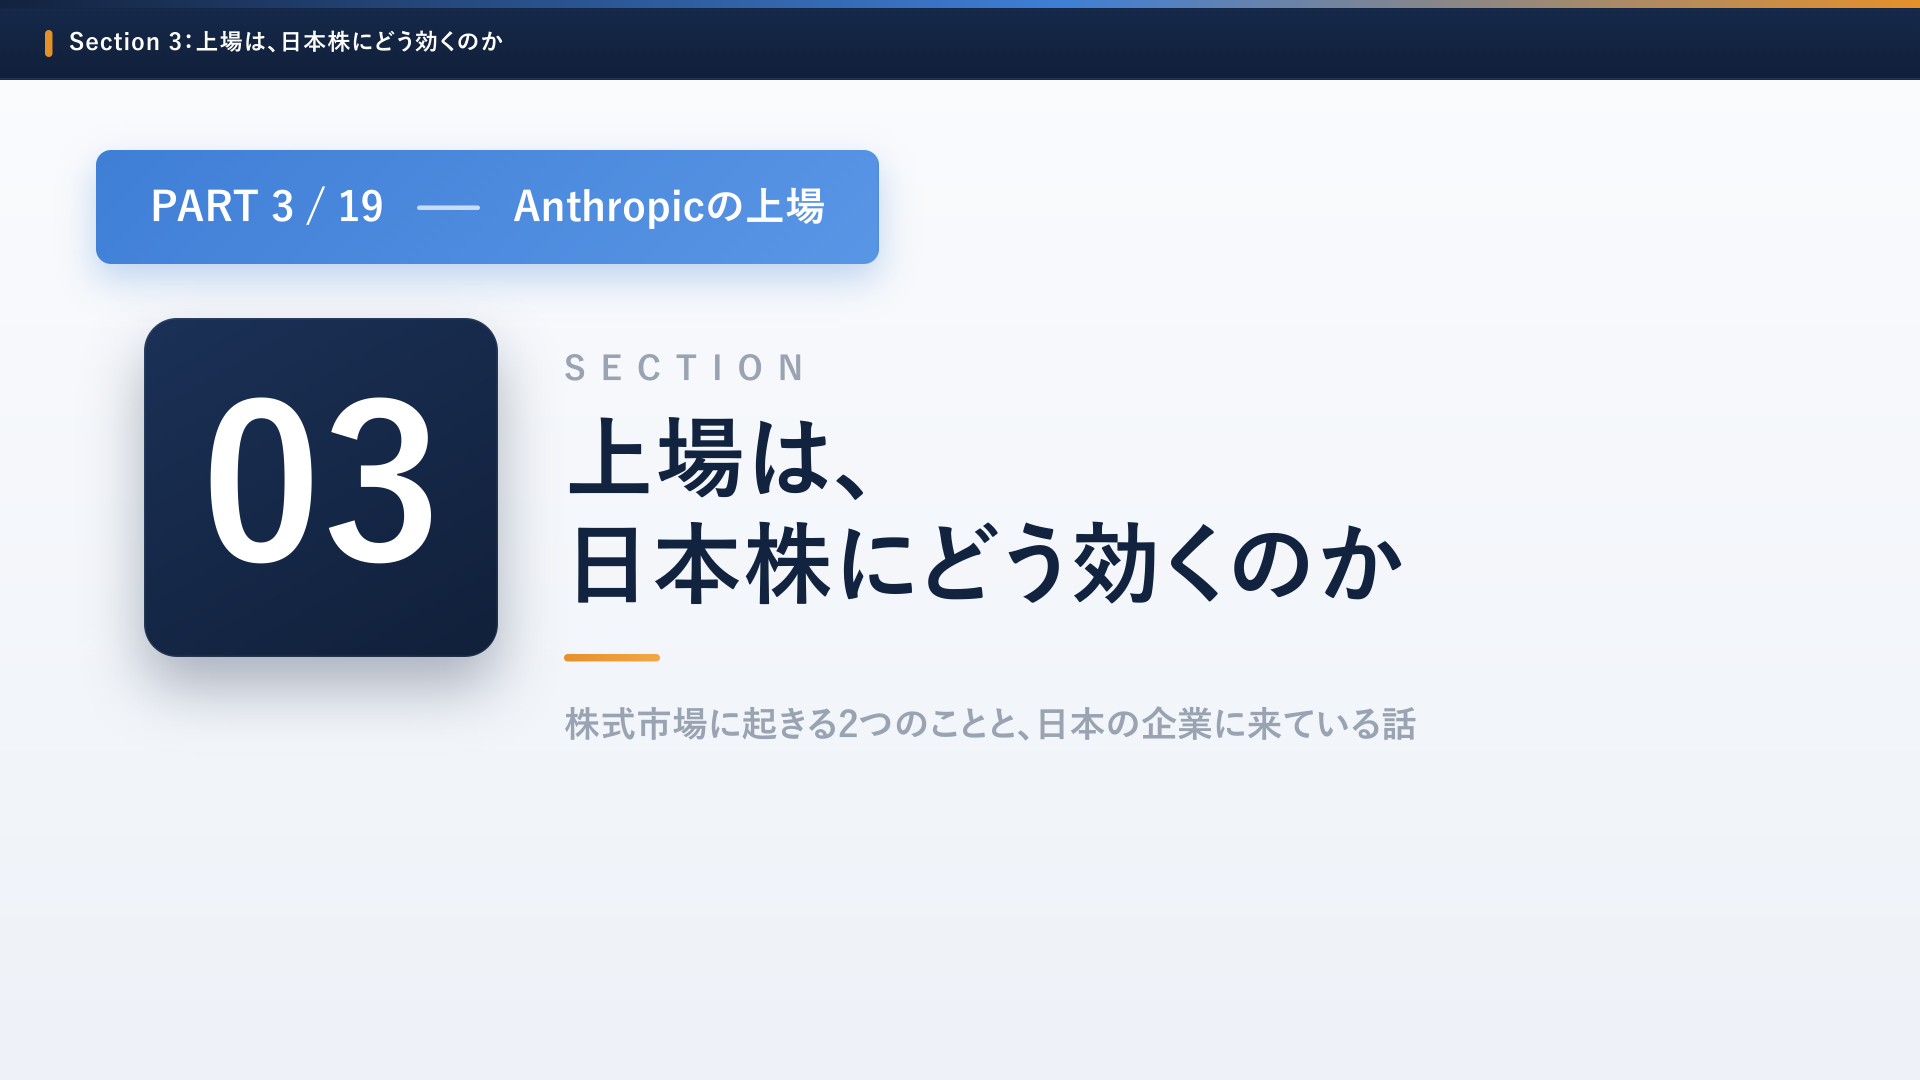 Section 3：上場は、日本株にどう効くのか
PART 3 / 19 — Anthropicの上場
03
SECTION
上場は、
日本株にどう効くのか
株式市場に起きる2つのことと、日本の企業に来ている話